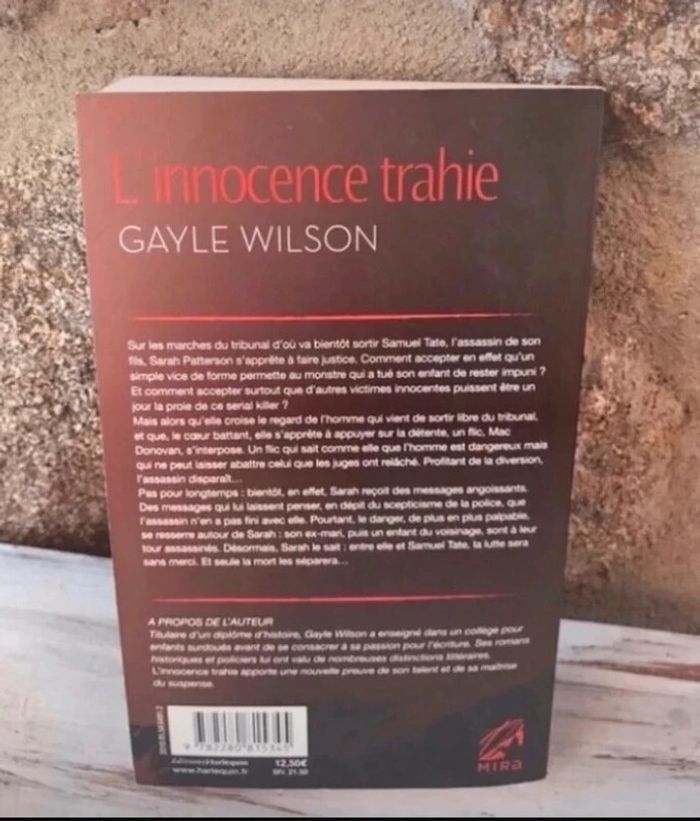 L'innocence trahie
GAYLE WILSON
Sur les marches du tribunal d'où va bientôt sortir Samuel Tate, l'assassin de son
fils, Sarah Patterson s'apprête à faire justice. Comment accepter en effet qu'un
simple vice de forme permette au monstre qui a tué son enfant de rester impuni ?
Et comment accepter surtout que d'autres victimes innocentes puissent être un
jour la proie de ce serial killer ?
Mais alors qu'elle croise le regard de l'homme qui vient de sortir libre du tribunal,
et que, le cœur battant, elle s'apprête à appuyer sur la détente, un flic, Mac
Donovan, s'interpose. Un flic qui sait comme elle que l'homme est dangereux mais
qui ne peut laisser abattre celui que les juges ont relâché. Profitant de la diversion,
l'assassin disparaît...
Pas pour longtemps : bientôt, en effet, Sarah reçoit des messages angoissants.
Des messages qui lui laissent penser, en dépit du scepticisme de la police, que
l'assassin n'en a pas fini avec elle. Pourtant, le danger, de plus en plus palpable,
se resserre autour de Sarah : son ex-mari, puis un enfant du voisinage, sont à leur
tour assassinés. Désormais, Sarah le sait : entre elle et Samuel Tate, la lutte sera
sans merci. Et seule la mort les séparera...
A PROPOS DE L'AUTEUR
Titulaire d'un diplôme d'histoire, Gayle Wilson a enseigné dans un collège pour
enfants surdoués avant de se consacrer à sa passion pour l'écriture. Ses romans
historiques et policiers lui ont valu de nombreuses distinctions littéraires.
L'innocence trahie apporte une nouvelle preuve de son talent et de sa maîtrise
du suspense.
9 782280 815345
ÉditionsHarlequin 12,50€
www.harlequin.fr SFr. 21.50
MIRA